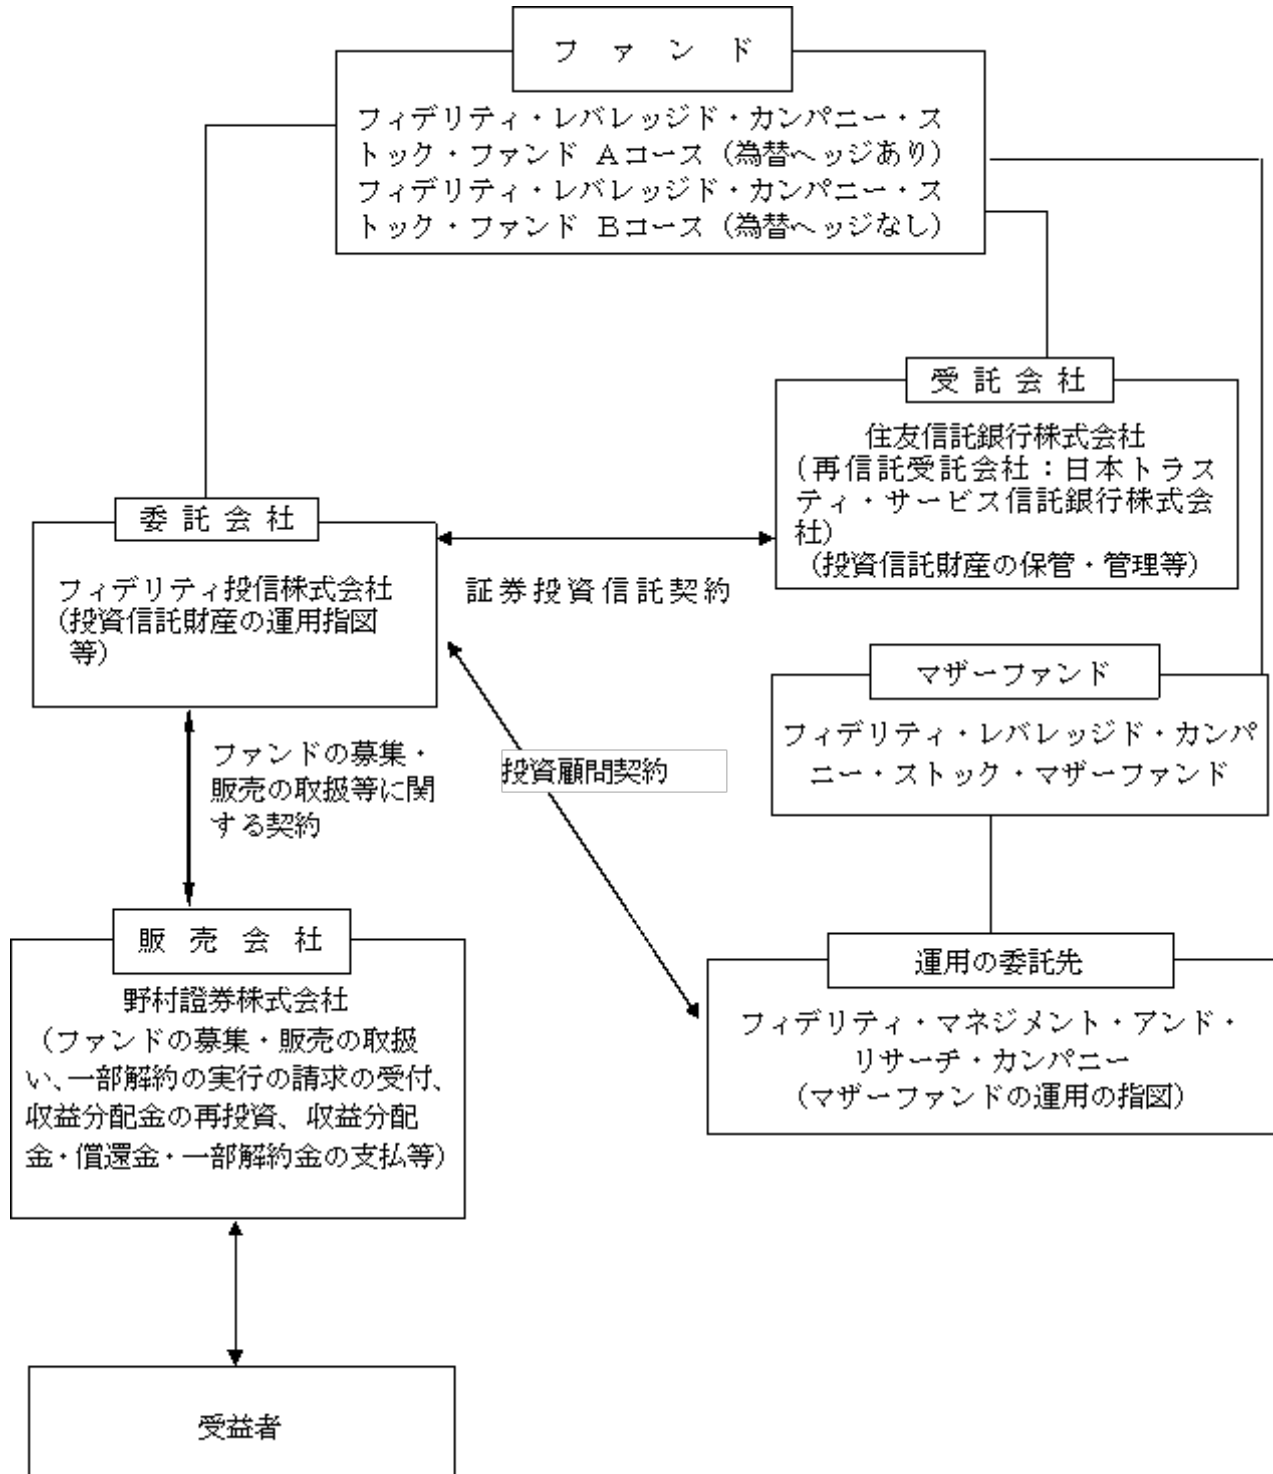 ファンド
フィデリティ・レバレッジド・カンパニー・ス
トック・ファンド Aコース（為替ヘッジあり）
フィデリティ・レバレッジド・カンパニー・ス
トック・ファンド Bコース（為替ヘッジなし）
受託会社
住友信託銀行株式会社
（再信託受託会社：日本トラス
ティ・サービス信託銀行株式会
社）
（投資信託財産の保管・管理等）
委託会社
フィデリティ投信株式会社
（投資信託財産の運用指図
等）
証券投資信託契約
マザーファンド
フィデリティ・レバレッジド・カンパ
ニー・ストック・マザーファンド
ファンドの募集・
販売の取扱等に関
する契約
投資顧問契約
販売会社
野村證券株式会社
（ファンドの募集・販売の取扱
い、一部解約の実行の請求の受付、
収益分配金の再投資、収益分配
金・償還金・一部解約金の支払等）
運用の委託先
フィデリティ・マネジメント・アンド・
リサーチ・カンパニー
（マザーファンドの運用の指図）
受益者